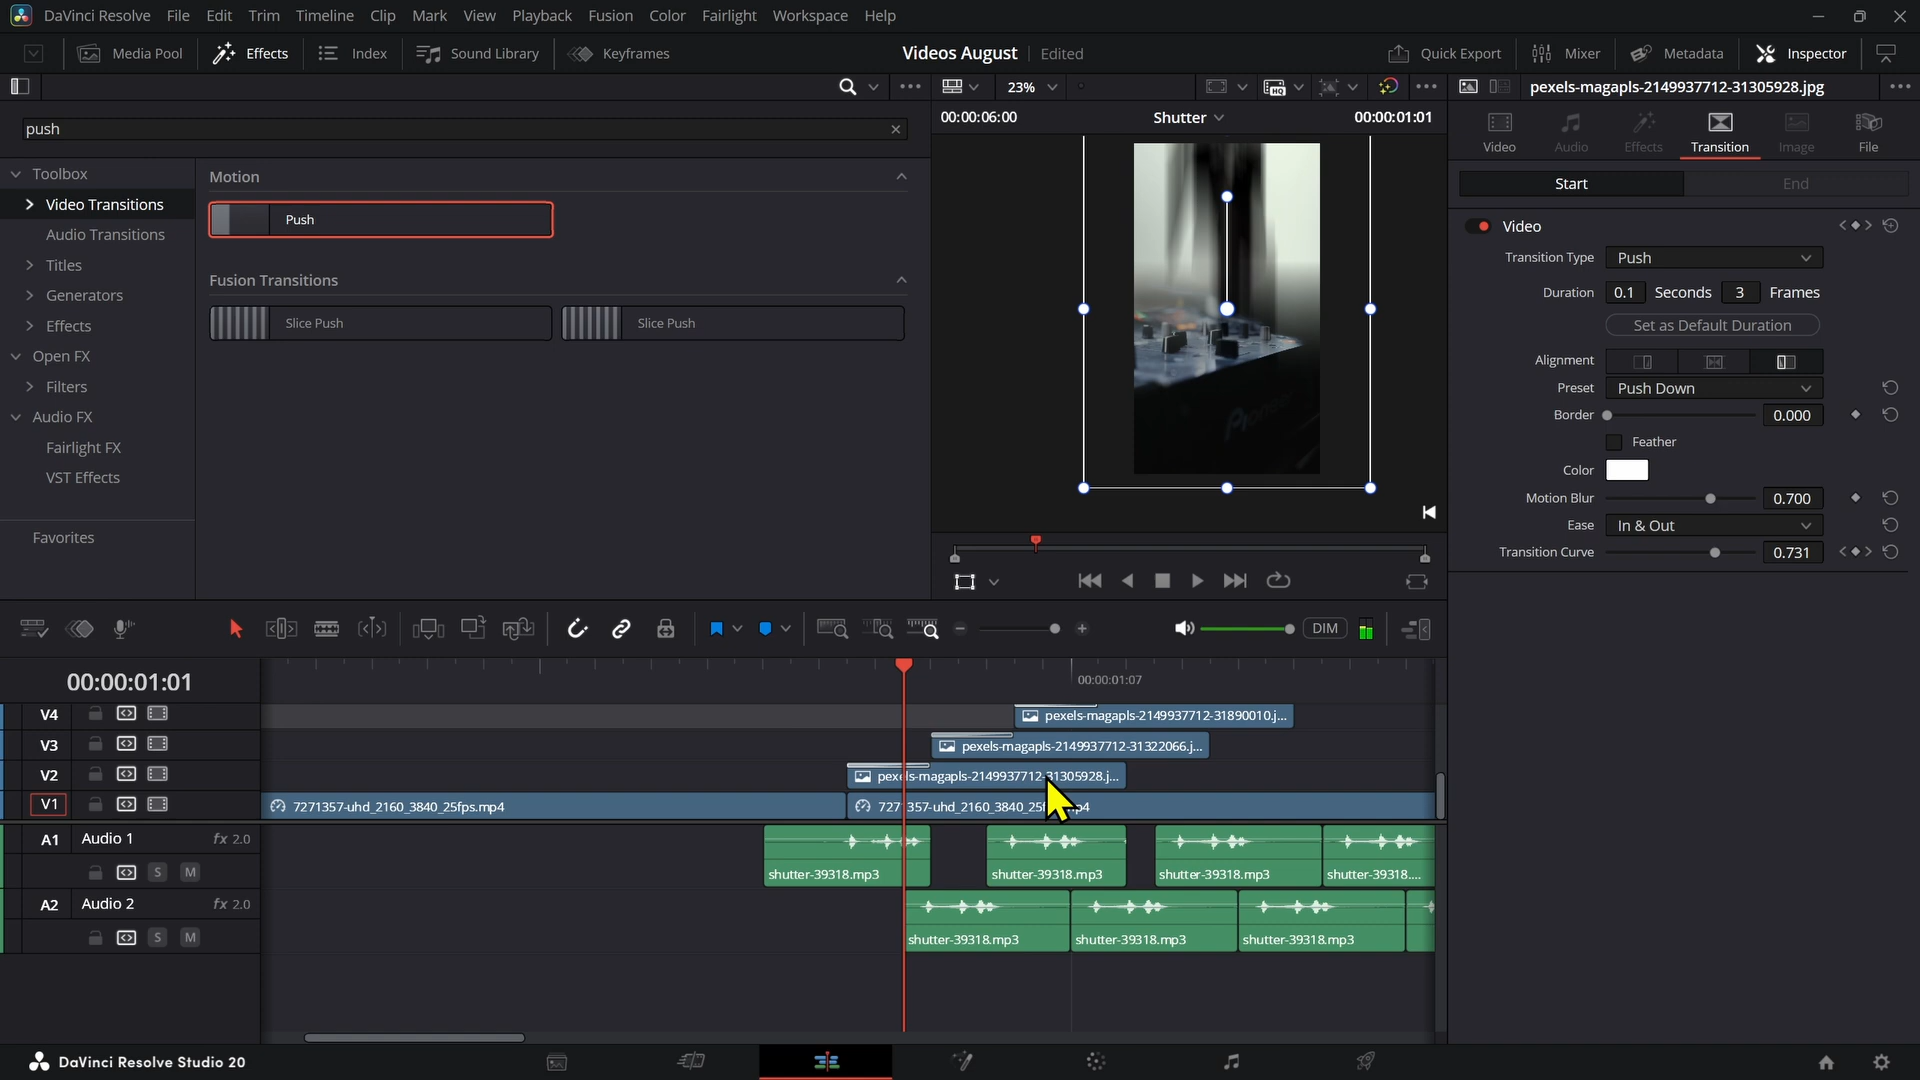 DaVinci Resolve File Edit Trim Timeline Clip Mark View Playback Fusion Color Fairlight Workspace Help
Media Pool Effects Index Sound Library Keyframes Videos August Edited Quick Export Mixer Metadata Inspector
23% pexels-magapls-2149937712-31305928.jpg
push
00:00:06:00 Shutter 00:00:01:01
Video Audio Effects Transition Image File
Toolbox
Video Transitions
Audio Transitions
Titles
Generators
Effects
Open FX
Filters
Audio FX
Fairlight FX
VST Effects
Favorites
Motion
Push
Fusion Transitions
Slice Push Slice Push
Pioneer
Start End
Video
Transition Type Push
Duration 0.1 Seconds 3 Frames
Set as Default Duration
Alignment
Preset Push Down
Border 0.000
Feather
Color
Motion Blur 0.700
Ease In & Out
Transition Curve 0.731
DIM
00:00:01:01 00:00:01:07
V4 pexels-magapls-2149937712-31890010.j...
V3 pexels-magapls-2149937712-31322066.j...
V2 pexels-magapls-2149937712-31305928.j...
V1 7271357-uhd_2160_3840_25fps.mp4
A1 Audio 1 fx 2.0
S M shutter-39318.mp3 shutter-39318.mp3 shutter-39318.mp3 shutter-39318....
A2 Audio 2 fx 2.0
S M shutter-39318.mp3 shutter-39318.mp3 shutter-39318.mp3
DaVinci Resolve Studio 20